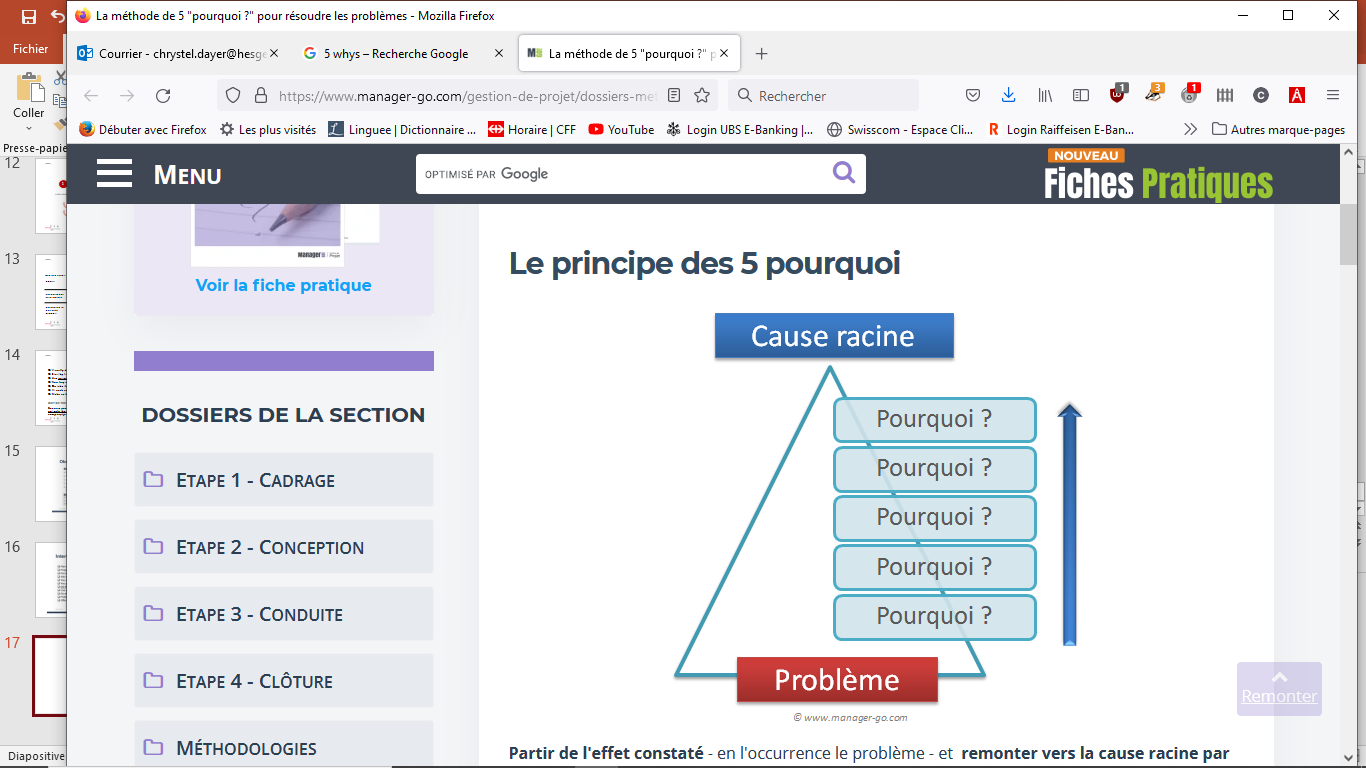 La méthode de 5 "pourquoi ?" pour résoudre les problèmes - Mozilla Firefox
Fichier
Courrier - chrystel.dayer@hesge
5 whys – Recherche Google
La méthode de 5 "pourquoi ?" p
https://www.manager-go.com/gestion-de-projet/dossiers-met
Rechercher
1
3
1
Coller
Débuter avec Firefox
Les plus visités
Linguee | Dictionnaire ...
Horaire | CFF
YouTube
Login UBS E-Banking |...
Swisscom - Espace Cli...
Login Raiffeisen E-Ban...
Autres marque-pages
Presse-papie
12
13
14
15
16
17
Diapositive
MENU
OPTIMISÉ PAR Google
NOUVEAU
Fiches Pratiques
Manager
Voir la fiche pratique
DOSSIERS DE LA SECTION
ETAPE 1 - CADRAGE
ETAPE 2 - CONCEPTION
ETAPE 3 - CONDUITE
ETAPE 4 - CLÔTURE
MÉTHODOLOGIES
Le principe des 5 pourquoi
Cause racine
Pourquoi ?
Pourquoi ?
Pourquoi ?
Pourquoi ?
Pourquoi ?
Problème
© www.manager-go.com
Remonter
Partir de l'effet constaté - en l'occurrence le problème - et remonter vers la cause racine par